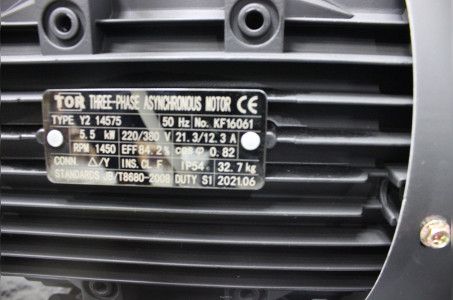 TOR THREE-PHASE ASYNCHRONOUS MOTOR CE
TYPE Y2 14575 50 Hz No. KF16061
5.5 kW 220/380 V 21.3/12.3 A
RPM 1450 EFF 84.2% cosφ 0.82
CONN. △/Y INS.CL F IP54 32.7 kg
STANDARDS JB/T8680-2008 DUTY S1 202106